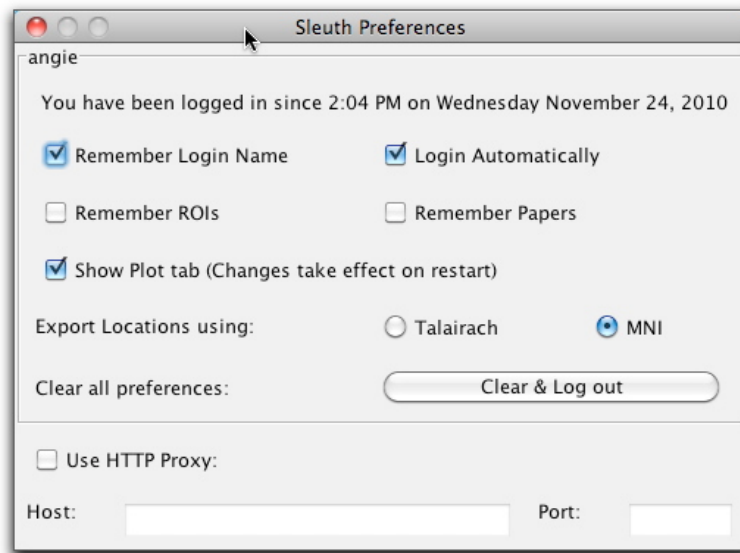 Sleuth Preferences
angie
You have been logged in since 2:04 PM on Wednesday November 24, 2010
Remember Login Name Login Automatically
Remember ROIs Remember Papers
Show Plot tab (Changes take effect on restart)
Export Locations using: Talairach MNI
Clear all preferences: Clear & Log out
Use HTTP Proxy:
Host: Port: